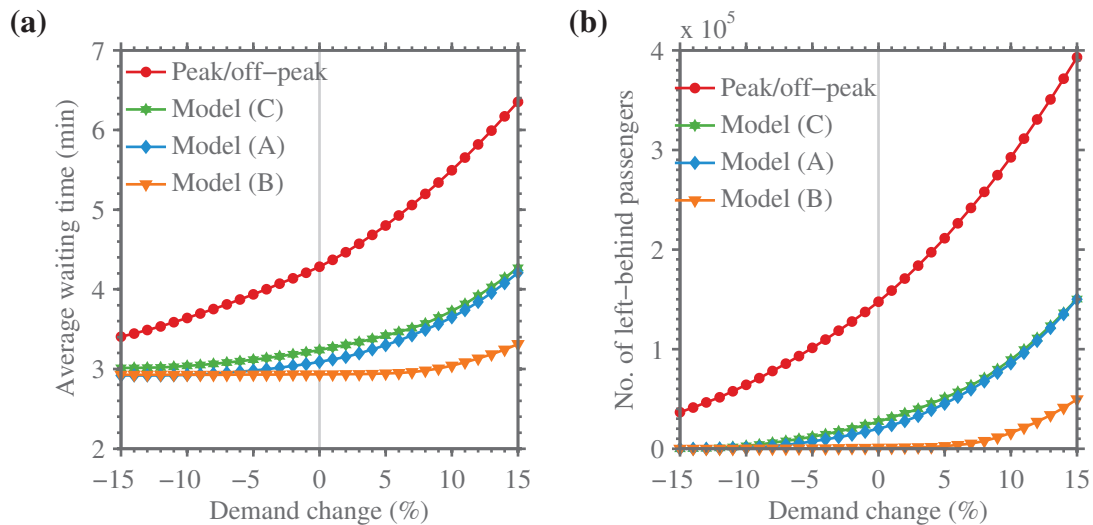 (a)
Average waiting time (min)
7
6
5
4
3
2
Peak/off−peak
Model (C)
Model (A)
Model (B)
−15 −10 −5 0 5 10 15
Demand change (%)
(b)
x 10^5
No. of left−behind passengers
4
3
2
1
0
Peak/off−peak
Model (C)
Model (A)
Model (B)
−15 −10 −5 0 5 10 15
Demand change (%)